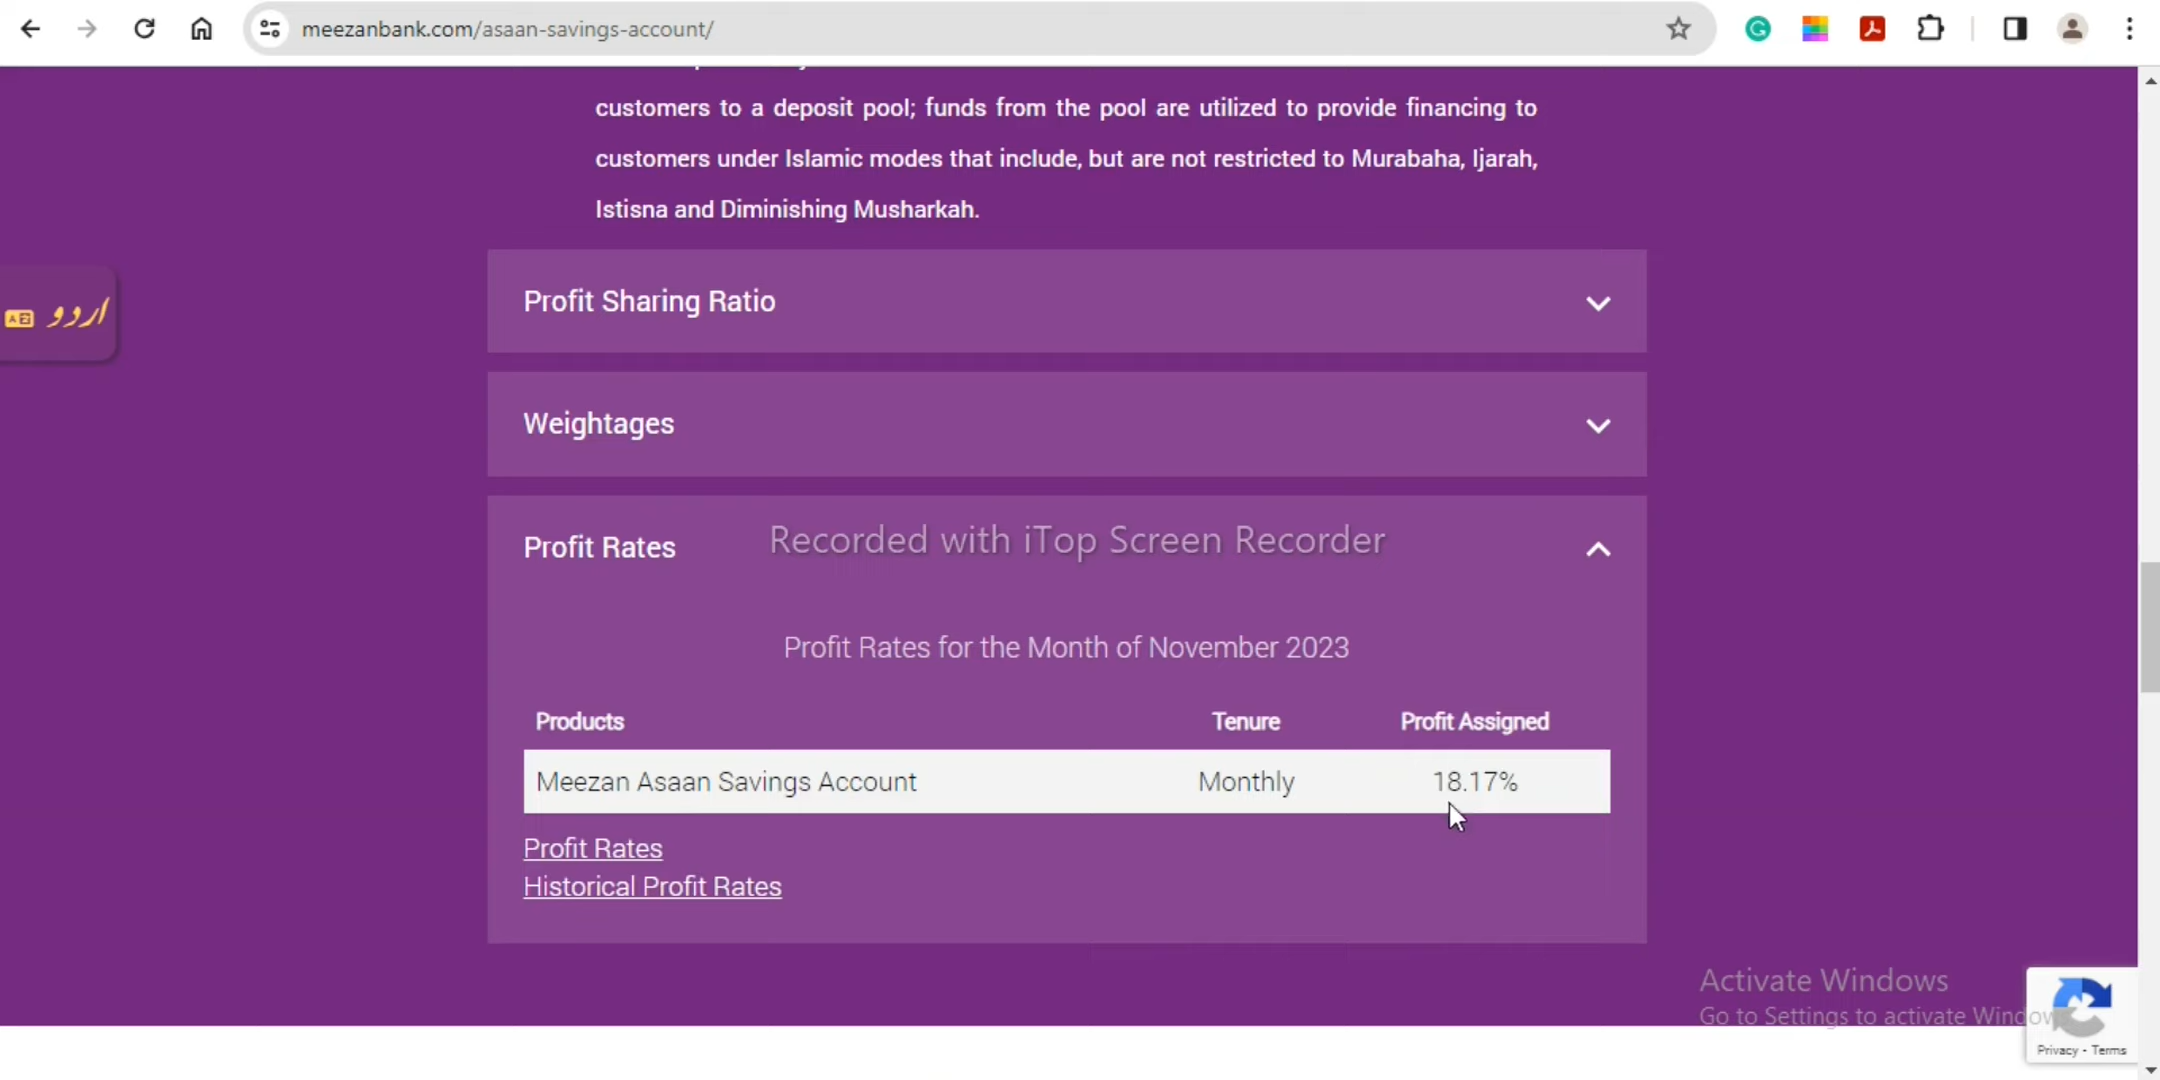 meezanbank.com/asaan-savings-account/
customers to a deposit pool; funds from the pool are utilized to provide financing to
customers under Islamic modes that include, but are not restricted to Murabaha, Ijarah,
Istisna and Diminishing Musharkah.
اردو
Profit Sharing Ratio
Weightages
Profit Rates
Recorded with iTop Screen Recorder
Profit Rates for the Month of November 2023
Products Tenure Profit Assigned
Meezan Asaan Savings Account Monthly 18.17%
Profit Rates
Historical Profit Rates
Activate Windows
Go to Settings to activate
Privacy - Terms